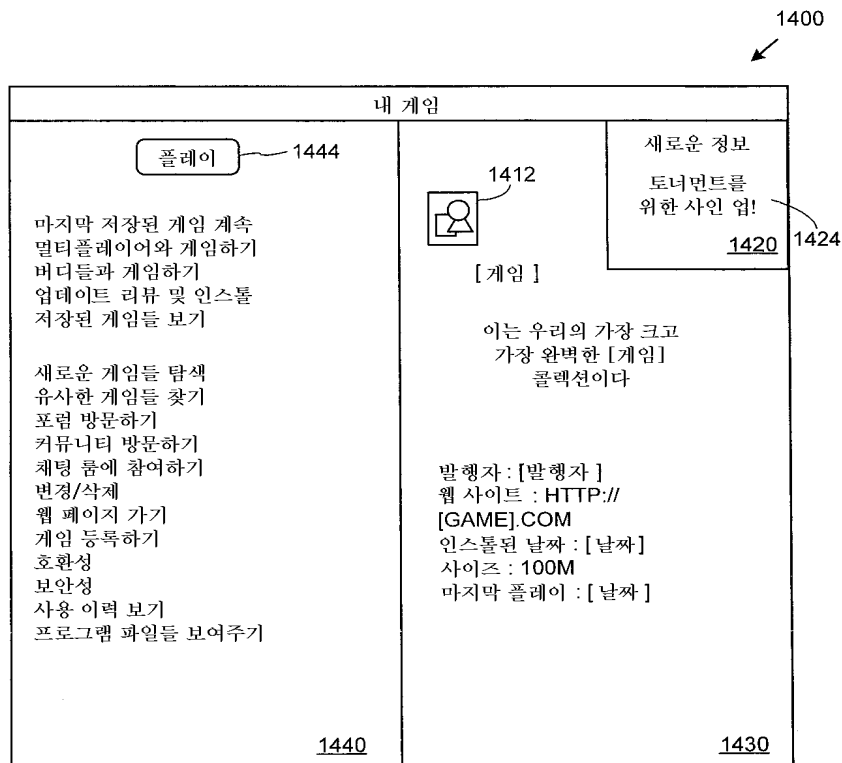 1400
내 게임
플레이
1444
마지막 저장된 게임 계속
멀티플레이어와 게임하기
버디들과 게임하기
업데이트 리뷰 및 인스톨
저장된 게임들 보기
새로운 게임들 탐색
유사한 게임들 찾기
포럼 방문하기
커뮤니티 방문하기
채팅 룸에 참여하기
변경/삭제
웹 페이지 가기
게임 등록하기
호환성
보안성
사용 이력 보기
프로그램 파일들 보여주기
1440
1412
[게임 ]
이는 우리의 가장 크고
가장 완벽한 [게임]
콜렉션이다
발행자 : [발행자 ]
웹 사이트 : HTTP://
[GAME].COM
인스톨된 날짜 : [ 날짜 ]
사이즈 : 100M
마지막 플레이 : [ 날짜 ]
1430
새로운 정보
토너먼트를
위한 사인 업!
1420
1424